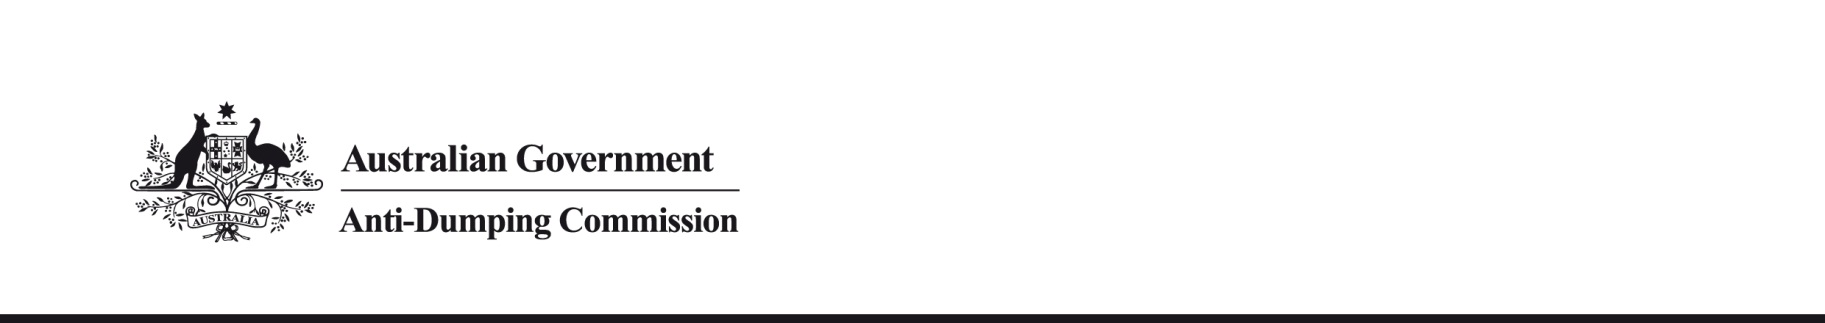 Australian Government
Anti-Dumping Commission
AUSTRALIA